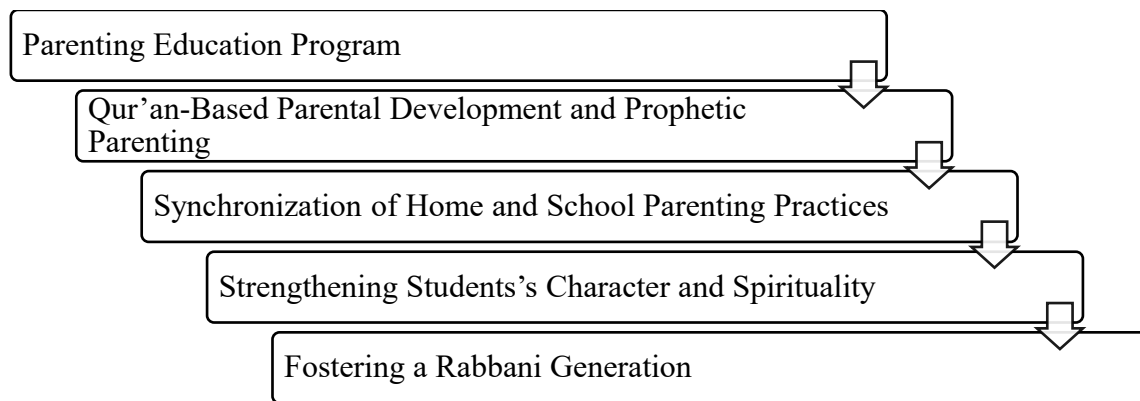 Parenting Education Program
Qur’an-Based Parental Development and Prophetic
Parenting
Synchronization of Home and School Parenting Practices
Strengthening Students’s Character and Spirituality
Fostering a Rabbani Generation